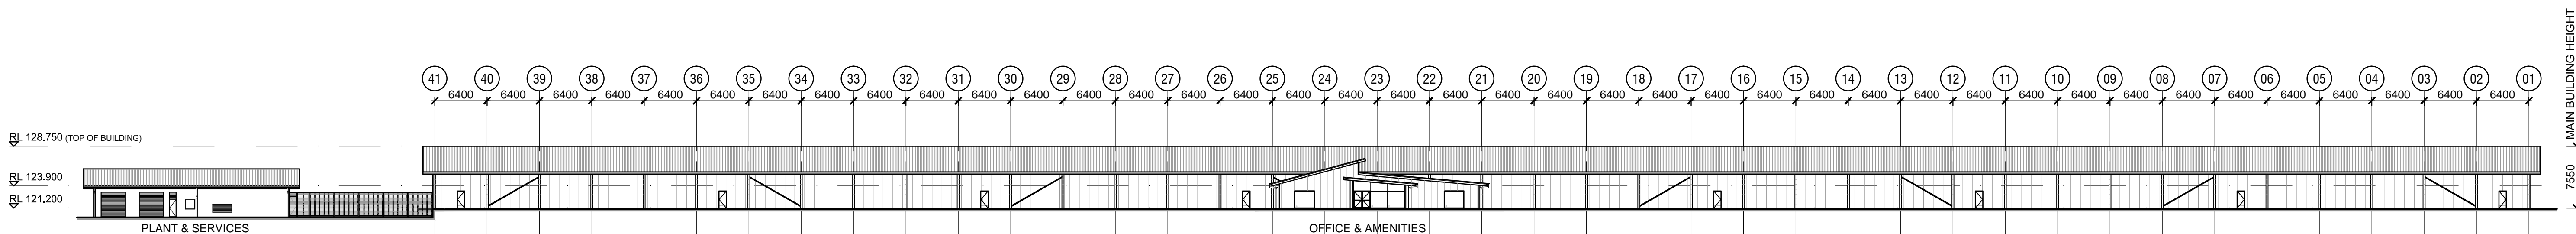 MAIN BUILDING HEIGHT
41 40 39 38 37 36 35 34 33 32 31 30 29 28 27 26 25 24 23 22 21 20 19 18 17 16 15 14 13 12 11 10 09 08 07 06 05 04 03 02 01
6400 6400 6400 6400 6400 6400 6400 6400 6400 6400 6400 6400 6400 6400 6400 6400 6400 6400 6400 6400 6400 6400 6400 6400 6400 6400 6400 6400 6400 6400 6400 6400 6400 6400 6400 6400 6400 6400 6400 6400
RL 128.750 (TOP OF BUILDING)
RL 123.900
7550
RL 121.200
PLANT & SERVICES
OFFICE & AMENITIES